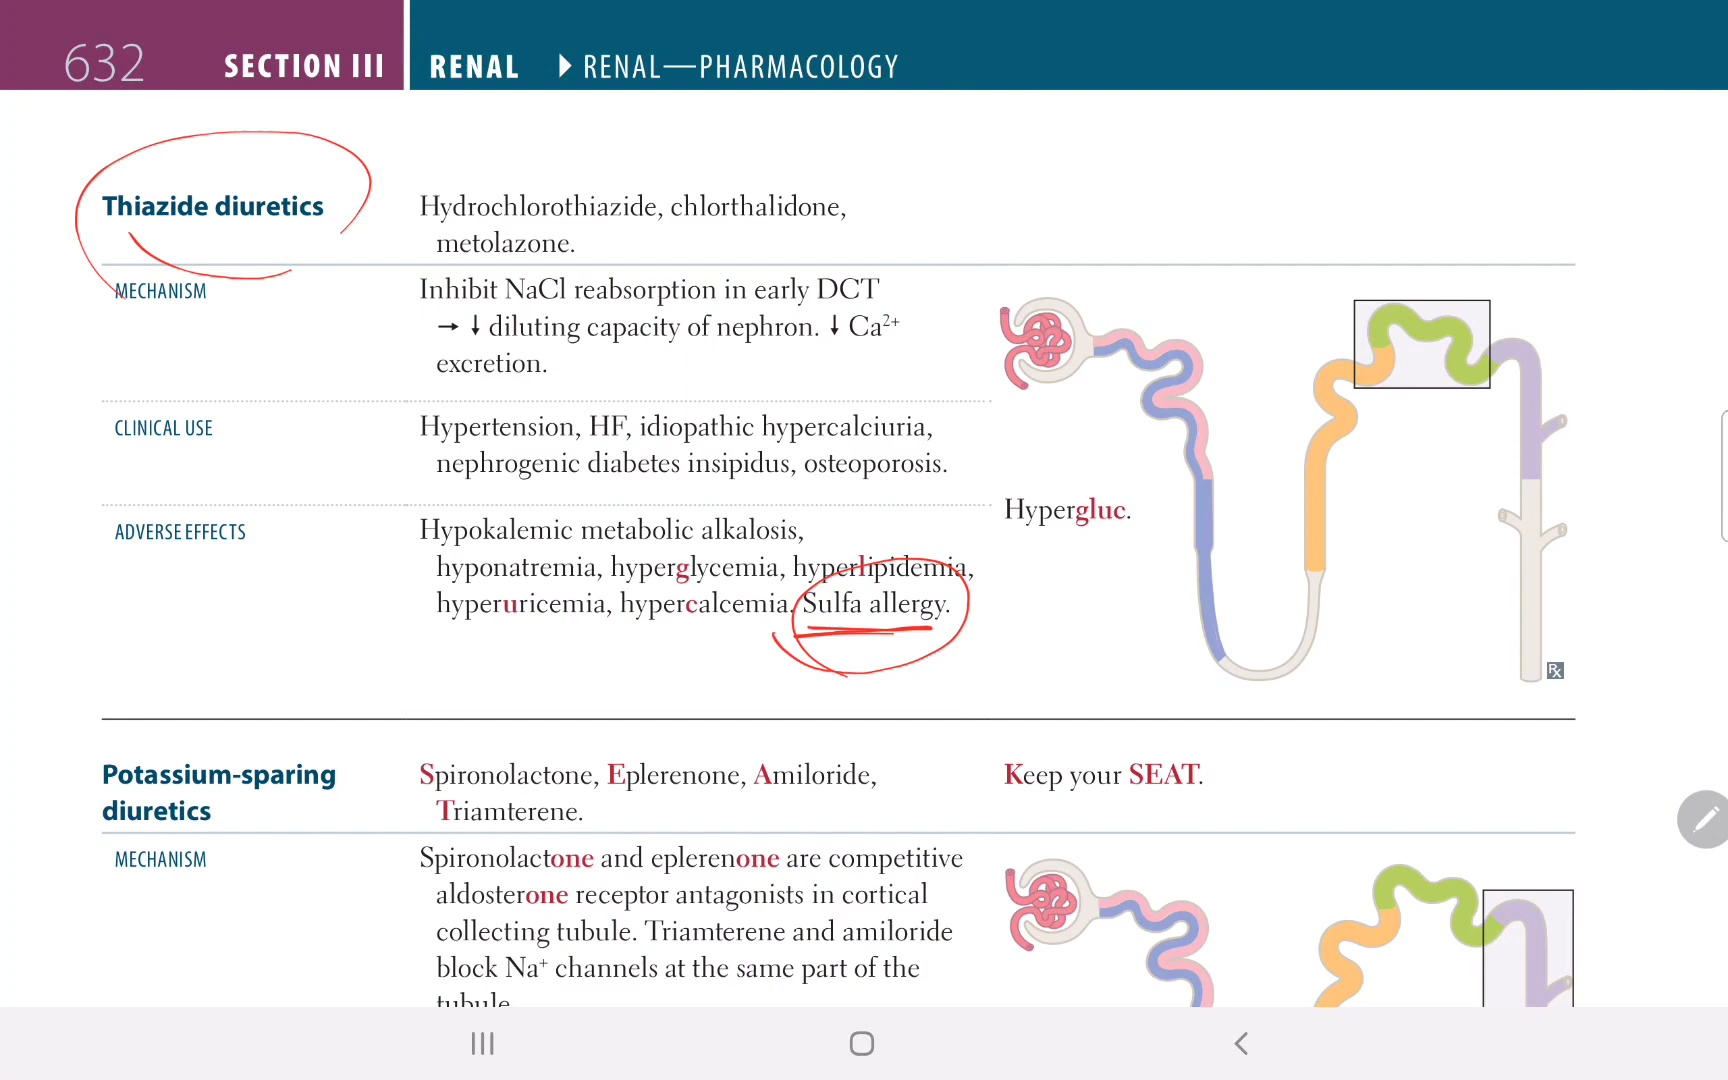 632 SECTION III RENAL ▶ RENAL—PHARMACOLOGY
Thiazide diuretics
Hydrochlorothiazide, chlorthalidone,
metolazone.
MECHANISM
Inhibit NaCl reabsorption in early DCT
→ ↓ diluting capacity of nephron. ↓ Ca²⁺
excretion.
CLINICAL USE
Hypertension, HF, idiopathic hypercalciuria,
nephrogenic diabetes insipidus, osteoporosis.
ADVERSE EFFECTS
Hypokalemic metabolic alkalosis,
hyponatremia, hyperglycemia, hyperlipidemia,
hyperuricemia, hypercalcemia. Sulfa allergy.
Hypergluc.
Rx
Potassium-sparing
diuretics
Spironolactone, Eplerenone, Amiloride,
Triamterene.
Keep your SEAT.
MECHANISM
Spironolactone and eplerenone are competitive
aldosterone receptor antagonists in cortical
collecting tubule. Triamterene and amiloride
block Na⁺ channels at the same part of the
tubule